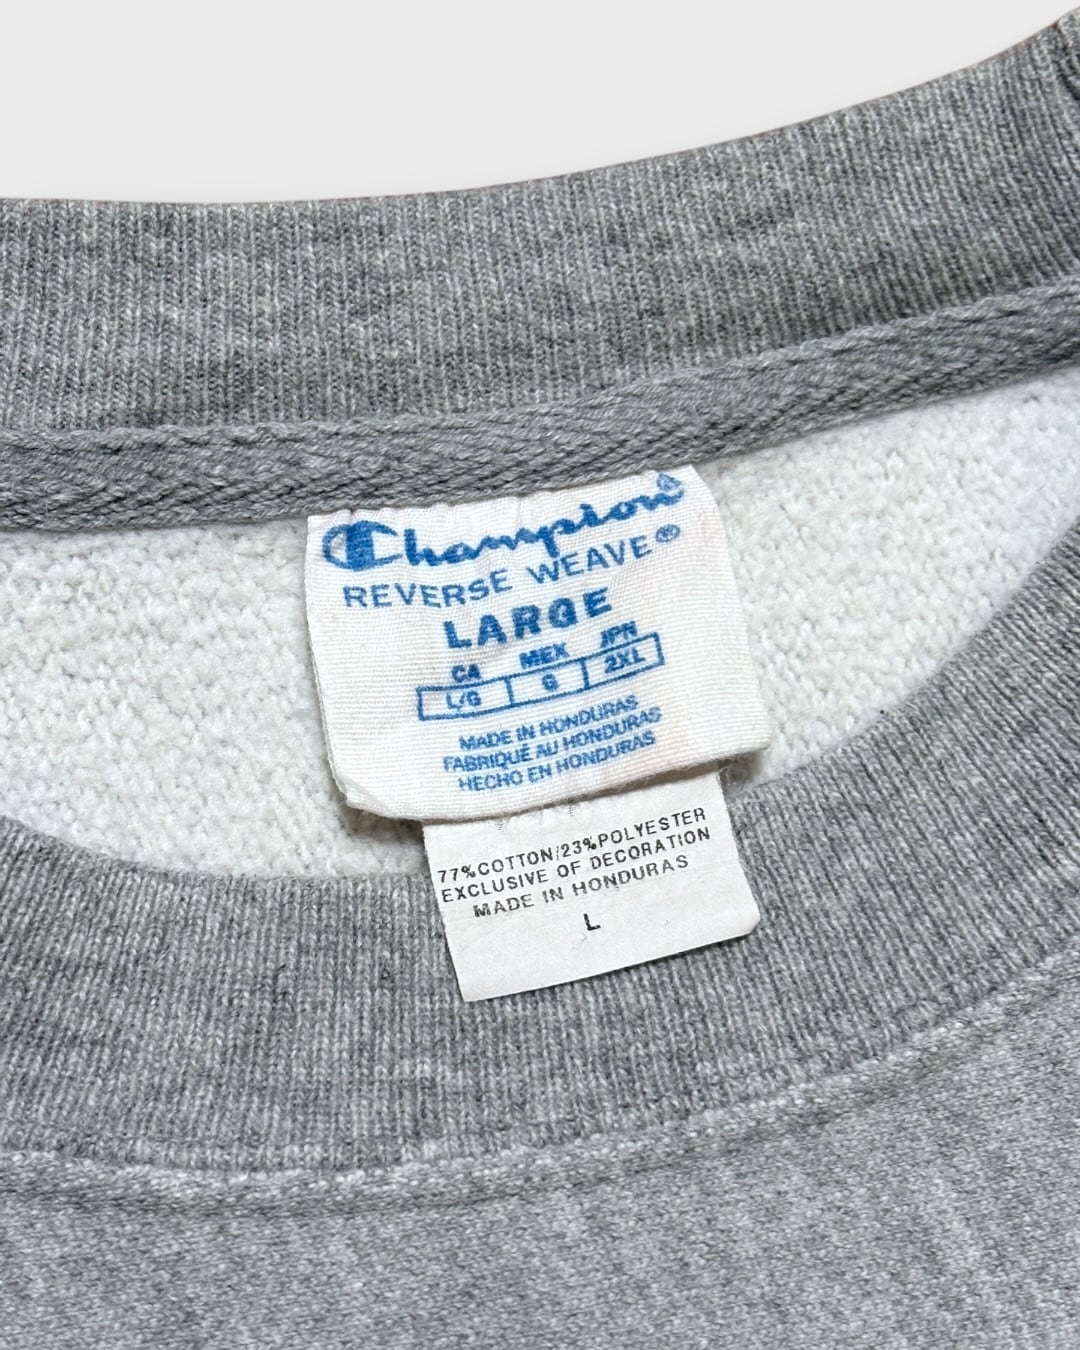 Champion®
REVERSE WEAVE®
LARGE
CA MEX JPN
L/G G 2XL
MADE IN HONDURAS
FABRIQUÉ AU HONDURAS
HECHO EN HONDURAS
77%COTTON/23%POLYESTER
EXCLUSIVE OF DECORATION
MADE IN HONDURAS
L